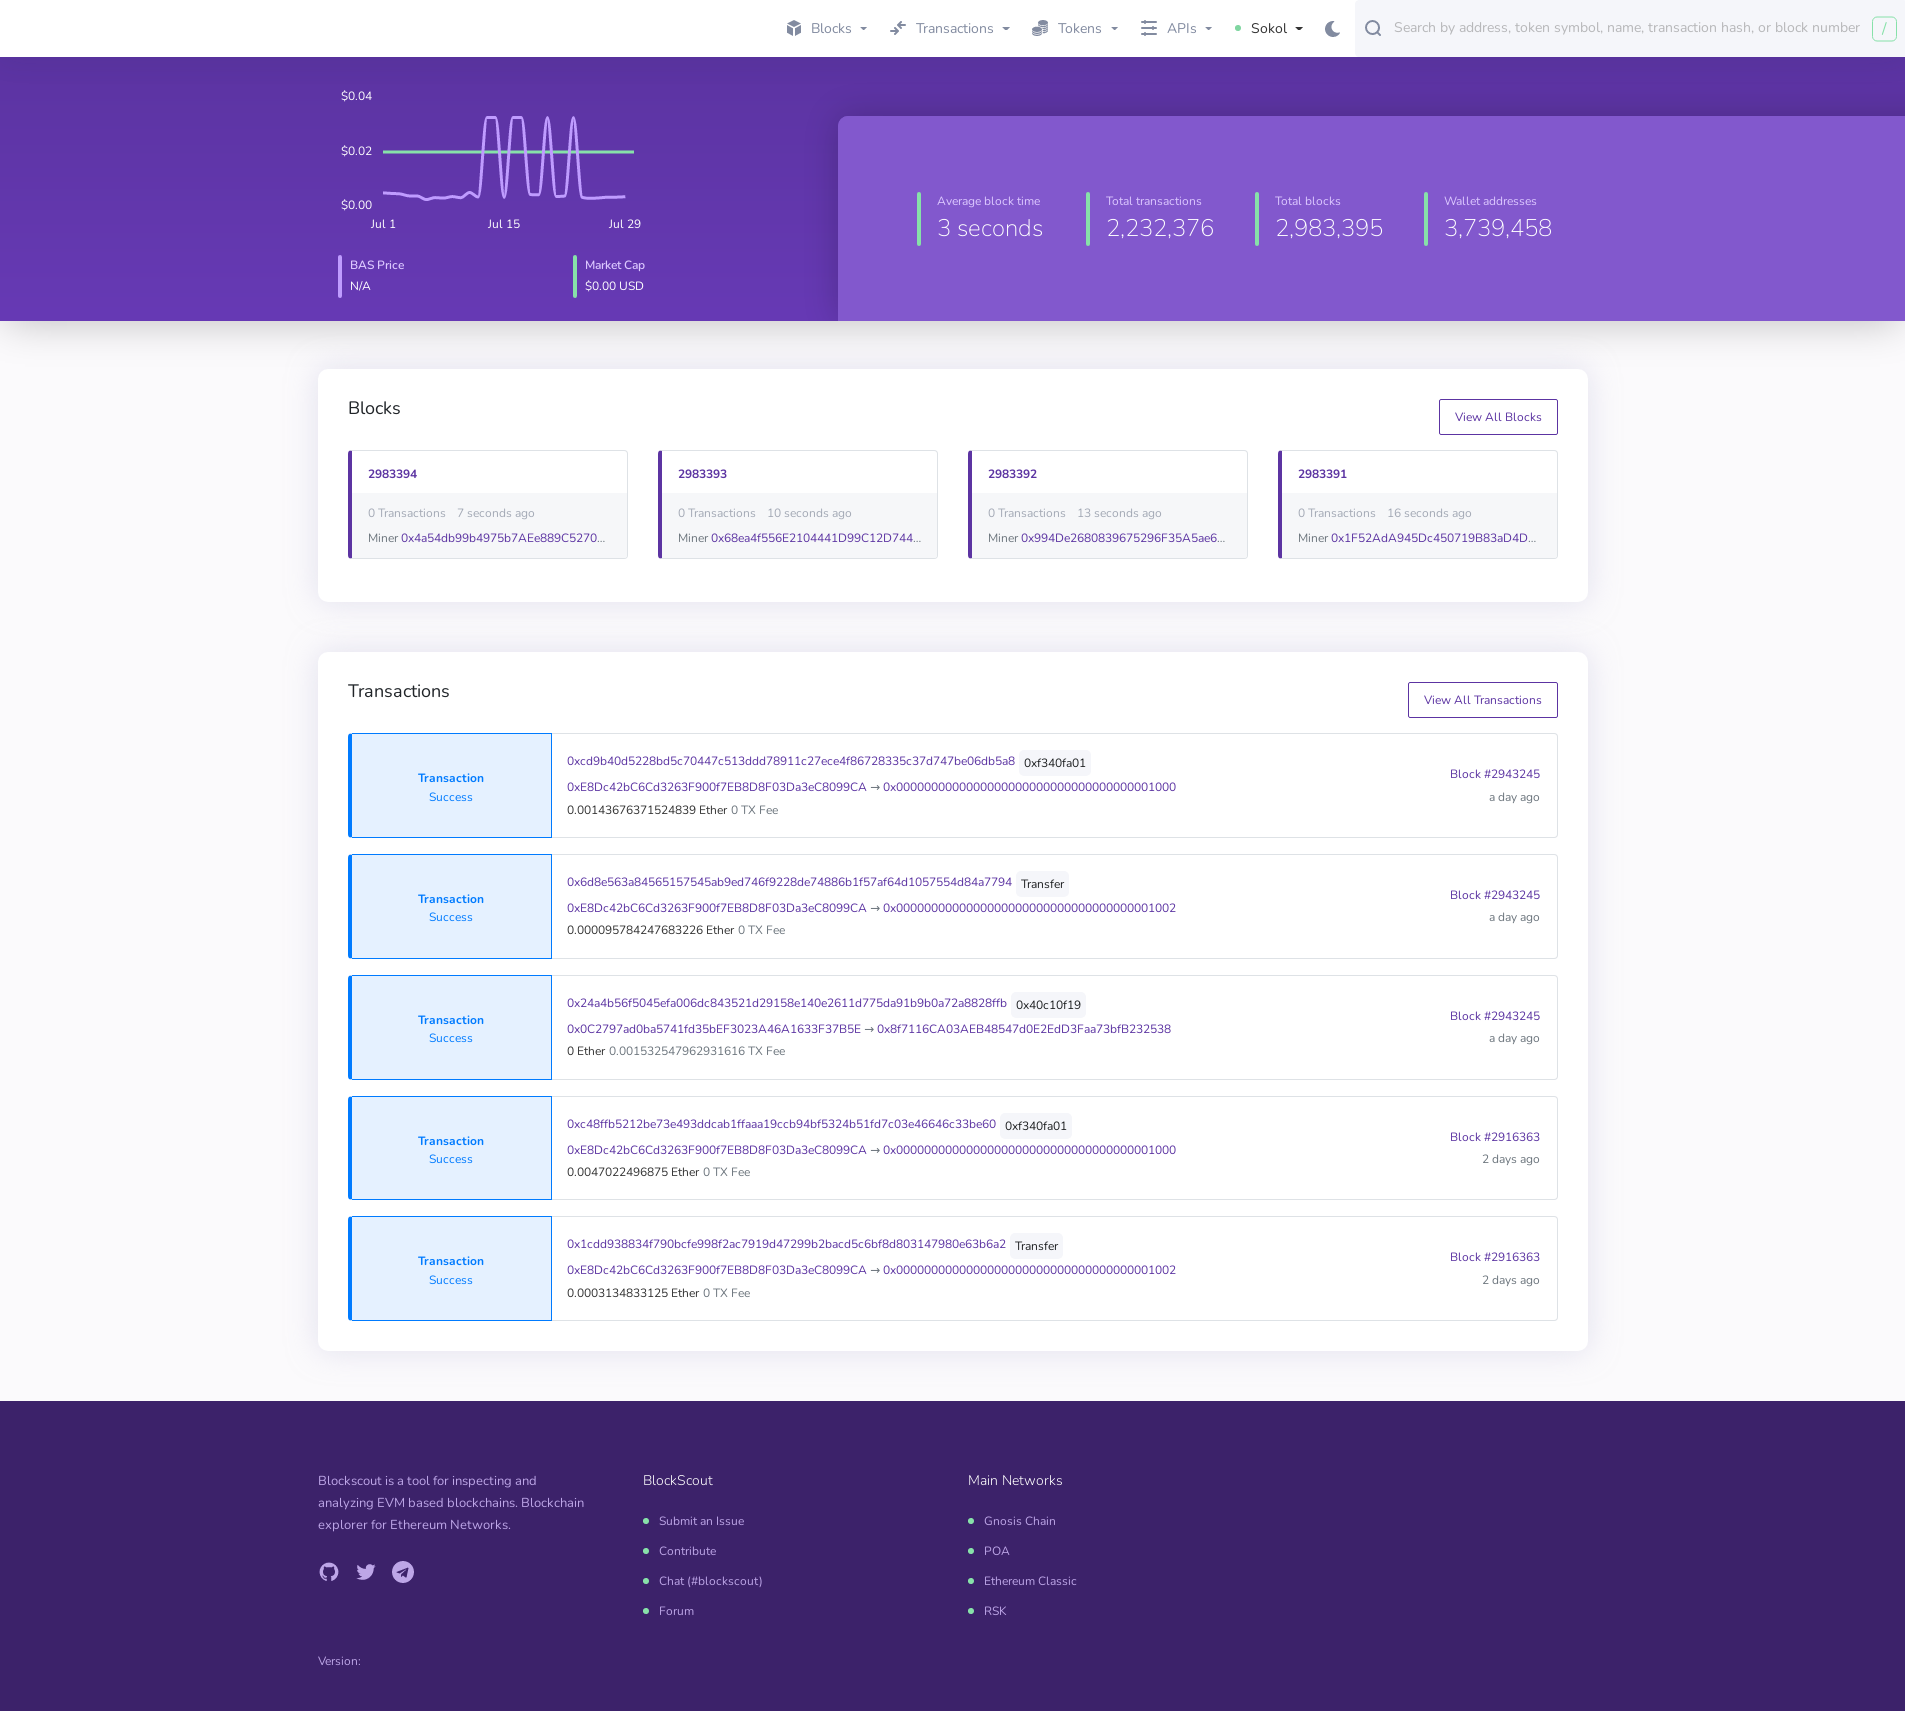 Blocks
Transactions
Tokens
APIs
Sokol
Search by address, token symbol, name, transaction hash, or block number
/
$0.04
$0.02
$0.00
Jul 1 Jul 15 Jul 29
BAS Price
N/A
Market Cap
$0.00 USD
Average block time
3 seconds
Total transactions
2,232,376
Total blocks
2,983,395
Wallet addresses
3,739,458
Blocks
View All Blocks
2983394
0 Transactions 7 seconds ago
Miner 0x4a54db99b4975b7AEe889C5270...
2983393
0 Transactions 10 seconds ago
Miner 0x68ea4f556E2104441D99C12D744...
2983392
0 Transactions 13 seconds ago
Miner 0x994De2680839675296F35A5ae6...
2983391
0 Transactions 16 seconds ago
Miner 0x1F52AdA945Dc450719B83aD4D...
Transactions
View All Transactions
Transaction
Success
0xcd9b40d5228bd5c70447c513ddd78911c27ece4f86728335c37d747be06db5a8 0xf340fa01
0xE8Dc42bC6Cd3263F900f7EB8D8F03Da3eC8099CA → 0x0000000000000000000000000000000000001000
0.00143676371524839 Ether 0 TX Fee
Block #2943245
a day ago
Transaction
Success
0x6d8e563a84565157545ab9ed746f9228de74886b1f57af64d1057554d84a7794 Transfer
0xE8Dc42bC6Cd3263F900f7EB8D8F03Da3eC8099CA → 0x0000000000000000000000000000000000001002
0.000095784247683226 Ether 0 TX Fee
Block #2943245
a day ago
Transaction
Success
0x24a4b56f5045efa006dc843521d29158e140e2611d775da91b9b0a72a8828ffb 0x40c10f19
0x0C2797ad0ba5741fd35bEF3023A46A1633F37B5E → 0x8f7116CA03AEB48547d0E2EdD3Faa73bfB232538
0 Ether 0.001532547962931616 TX Fee
Block #2943245
a day ago
Transaction
Success
0xc48ffb5212be73e493ddcab1ffaaa19ccb94bf5324b51fd7c03e46646c33be60 0xf340fa01
0xE8Dc42bC6Cd3263F900f7EB8D8F03Da3eC8099CA → 0x0000000000000000000000000000000000001000
0.0047022496875 Ether 0 TX Fee
Block #2916363
2 days ago
Transaction
Success
0x1cdd938834f790bcfe998f2ac7919d47299b2bacd5c6bf8d803147980e63b6a2 Transfer
0xE8Dc42bC6Cd3263F900f7EB8D8F03Da3eC8099CA → 0x0000000000000000000000000000000000001002
0.0003134833125 Ether 0 TX Fee
Block #2916363
2 days ago
Blockscout is a tool for inspecting and
analyzing EVM based blockchains. Blockchain
explorer for Ethereum Networks.
BlockScout
Submit an Issue
Contribute
Chat (#blockscout)
Forum
Main Networks
Gnosis Chain
POA
Ethereum Classic
RSK
Version: